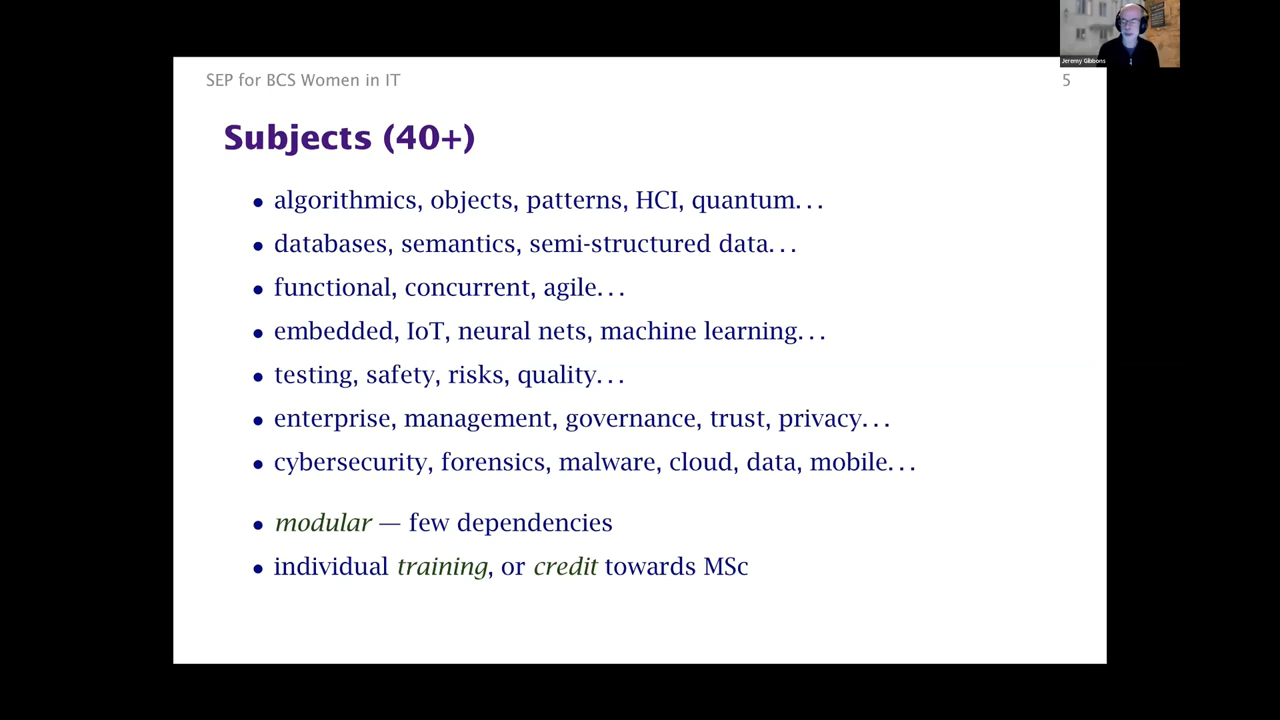 SEP for BCS Women in IT
5
Jeremy Gibbons
Subjects (40+)
• algorithmics, objects, patterns, HCI, quantum...
• databases, semantics, semi-structured data...
• functional, concurrent, agile...
• embedded, IoT, neural nets, machine learning...
• testing, safety, risks, quality...
• enterprise, management, governance, trust, privacy...
• cybersecurity, forensics, malware, cloud, data, mobile...
• modular — few dependencies
• individual training, or credit towards MSc